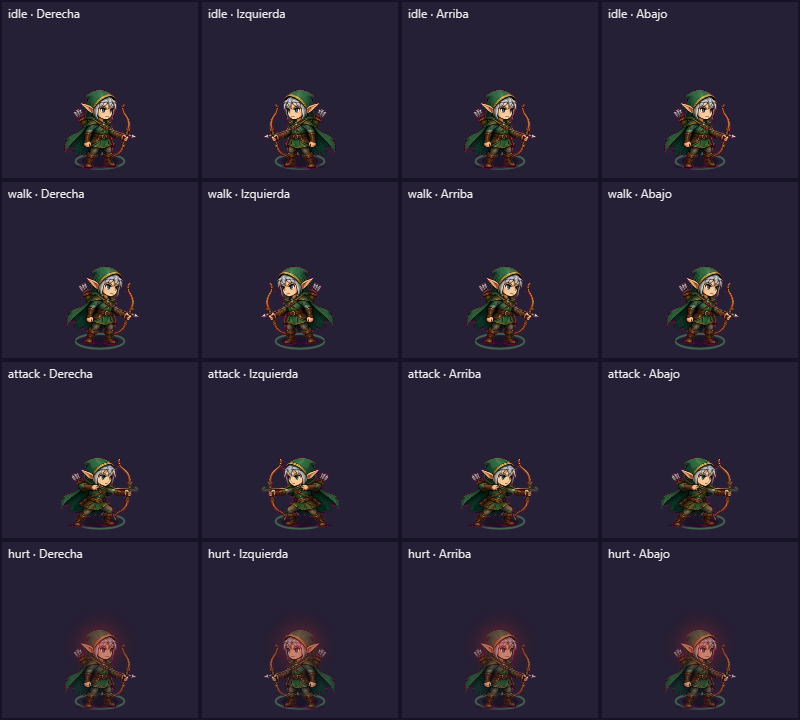 idle · Derecha
idle · Izquierda
idle · Arriba
idle · Abajo
walk · Derecha
walk · Izquierda
walk · Arriba
walk · Abajo
attack · Derecha
attack · Izquierda
attack · Arriba
attack · Abajo
hurt · Derecha
hurt · Izquierda
hurt · Arriba
hurt · Abajo